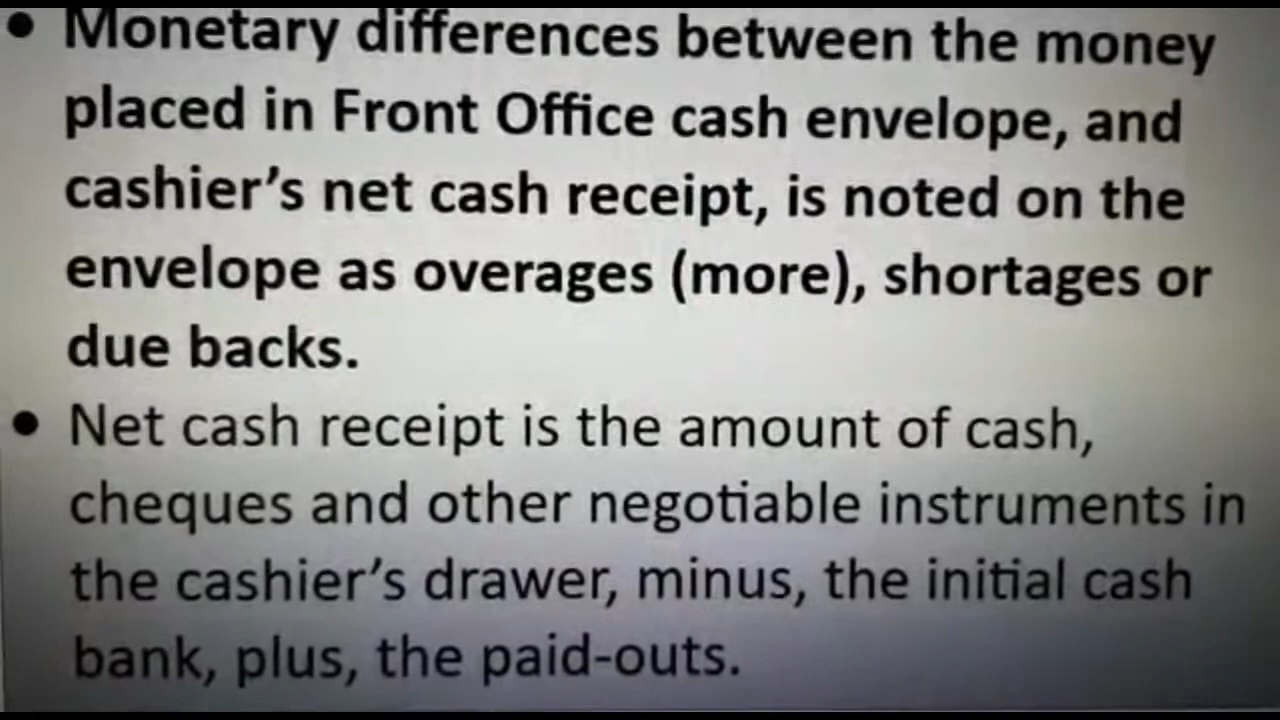 • Monetary differences between the money
placed in Front Office cash envelope, and
cashier's net cash receipt, is noted on the
envelope as overages (more), shortages or
due backs.
• Net cash receipt is the amount of cash,
cheques and other negotiable instruments in
the cashier's drawer, minus, the initial cash
bank, plus, the paid-outs.